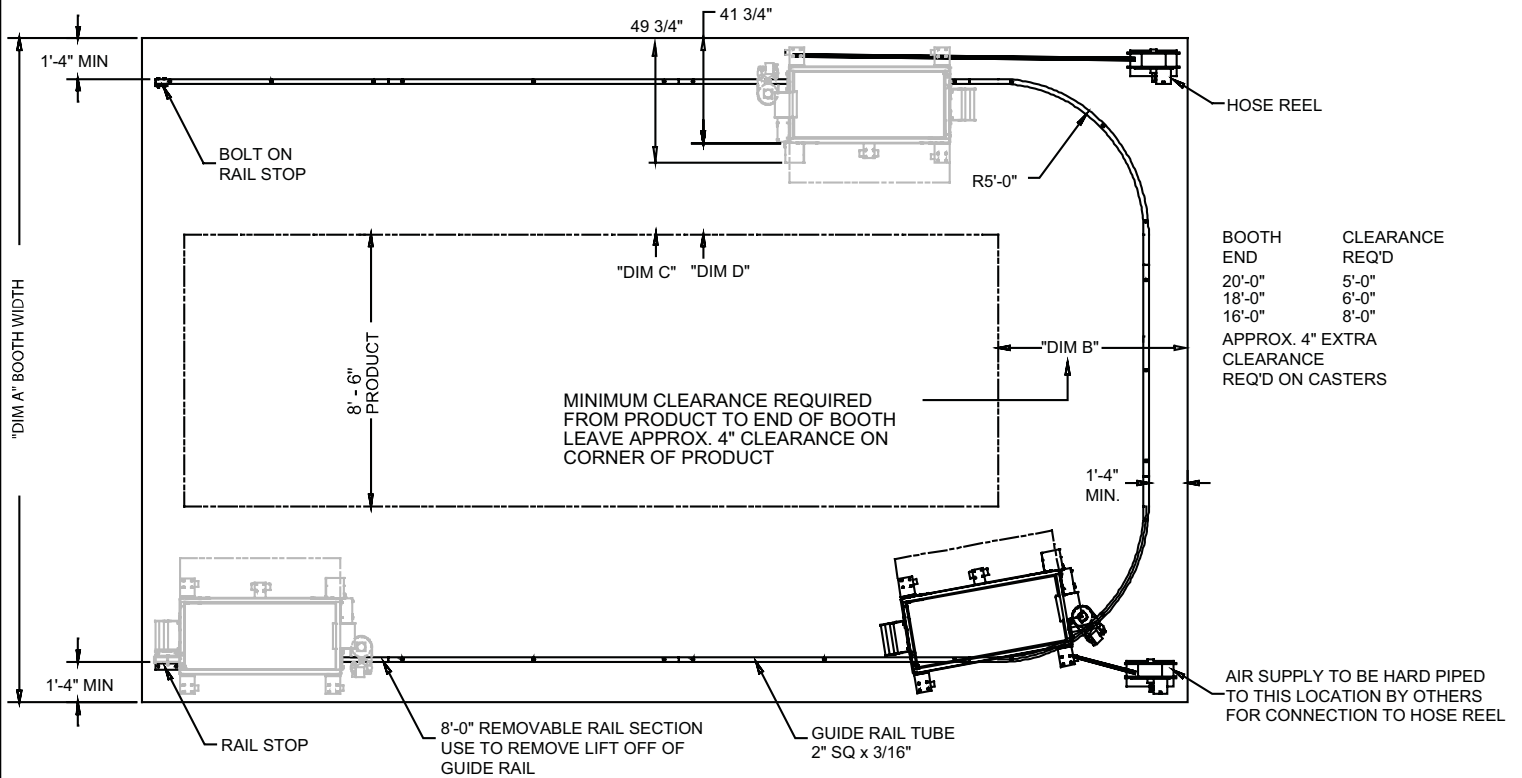 49 3/4"
41 3/4"
1'-4" MIN
HOSE REEL
BOLT ON
RAIL STOP
R5'-0"
"DIM A" BOOTH WIDTH
8' - 6"
PRODUCT
"DIM C"
"DIM D"
BOOTH CLEARANCE
END REQ'D
20'-0" 5'-0"
18'-0" 6'-0"
16'-0" 8'-0"
APPROX. 4" EXTRA
CLEARANCE
REQ'D ON CASTERS
"DIM B"
MINIMUM CLEARANCE REQUIRED
FROM PRODUCT TO END OF BOOTH
LEAVE APPROX. 4" CLEARANCE ON
CORNER OF PRODUCT
1'-4"
MIN.
1'-4" MIN
RAIL STOP
8'-0" REMOVABLE RAIL SECTION
USE TO REMOVE LIFT OFF OF
GUIDE RAIL
GUIDE RAIL TUBE
2" SQ x 3/16"
AIR SUPPLY TO BE HARD PIPED
TO THIS LOCATION BY OTHERS
FOR CONNECTION TO HOSE REEL